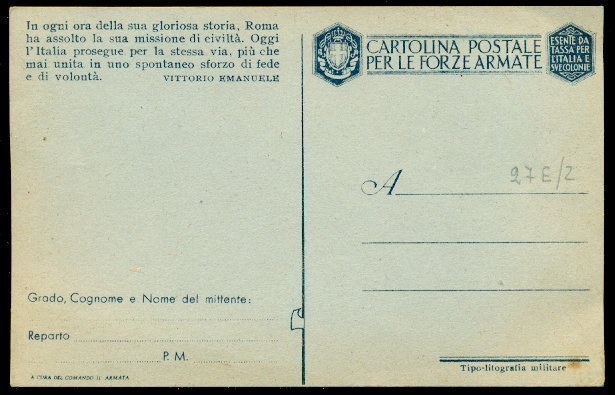 In ogni ora della sua gloriosa storia, Roma
ha assolto la sua missione di civiltà. Oggi
l'Italia prosegue per la stessa via, più che
mai unita in uno spontaneo sforzo di fede
e di volontà. VITTORIO EMANUELE
CARTOLINA POSTALE
PER LE FORZE ARMATE
ESENTE DA
TASSA PER
L'ITALIA E
SVE COLONIE
A
27E/2
Grado, Cognome e Nome del mittente:
Reparto
P. M.
A CURA DEL COMANDO II. ARMATA
Tipo-litografia militare